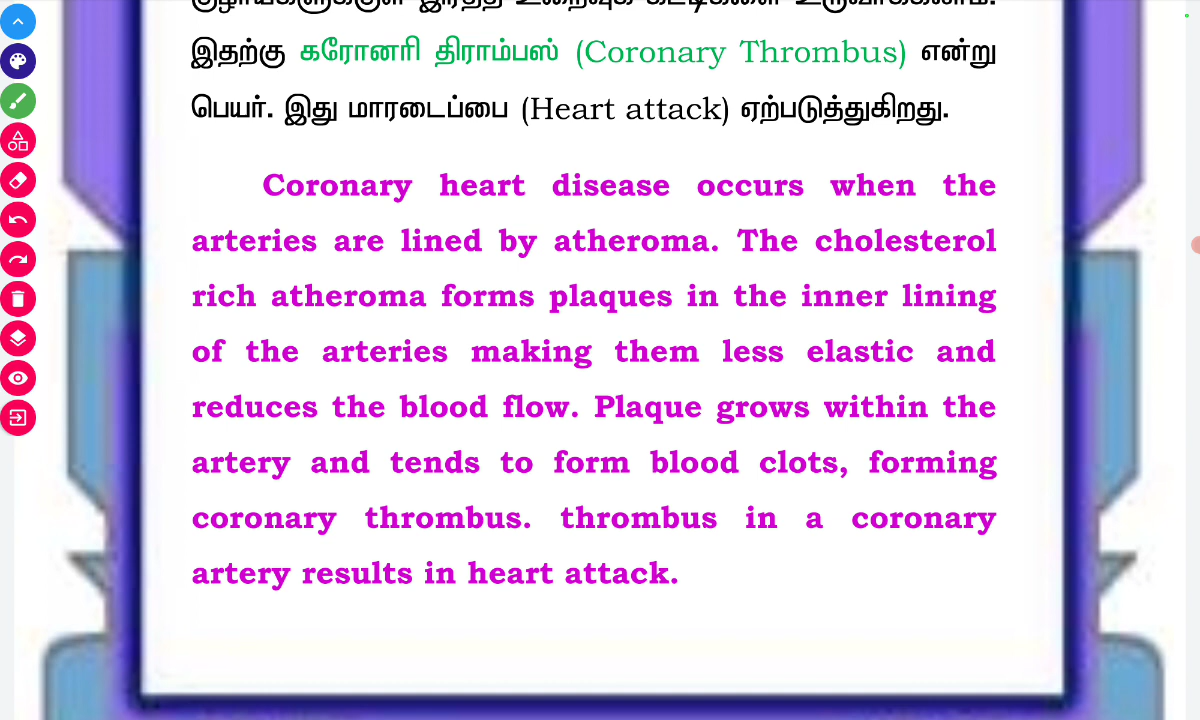 இதற்கு கரோனரி திராம்பஸ் (Coronary Thrombus) என்று
பெயர். இது மாரடைப்பை (Heart attack) ஏற்படுத்துகிறது.
Coronary heart disease occurs when the
arteries are lined by atheroma. The cholesterol
rich atheroma forms plaques in the inner lining
of the arteries making them less elastic and
reduces the blood flow. Plaque grows within the
artery and tends to form blood clots, forming
coronary thrombus. thrombus in a coronary
artery results in heart attack.